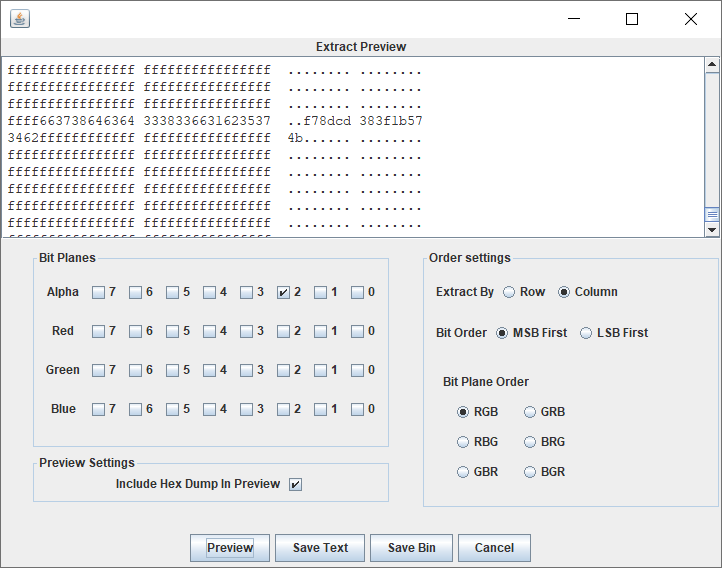 Extract Preview
ffffffffffffffff ffffffffffffffff ........ ........
ffffffffffffffff ffffffffffffffff ........ ........
ffffffffffffffff ffffffffffffffff ........ ........
ffff663738646364 3338336631623537 ..f78dcd 383f1b57
3462ffffffffffff ffffffffffffffff 4b...... ........
ffffffffffffffff ffffffffffffffff ........ ........
ffffffffffffffff ffffffffffffffff ........ ........
ffffffffffffffff ffffffffffffffff ........ ........
ffffffffffffffff ffffffffffffffff ........ ........
ffffffffffffffff ffffffffffffffff ........ ........
Bit Planes
Alpha 7 6 5 4 3 2 1 0
Red 7 6 5 4 3 2 1 0
Green 7 6 5 4 3 2 1 0
Blue 7 6 5 4 3 2 1 0
Preview Settings
Include Hex Dump In Preview
Order settings
Extract By Row Column
Bit Order MSB First LSB First
Bit Plane Order
RGB GRB
RBG BRG
GBR BGR
Preview Save Text Save Bin Cancel